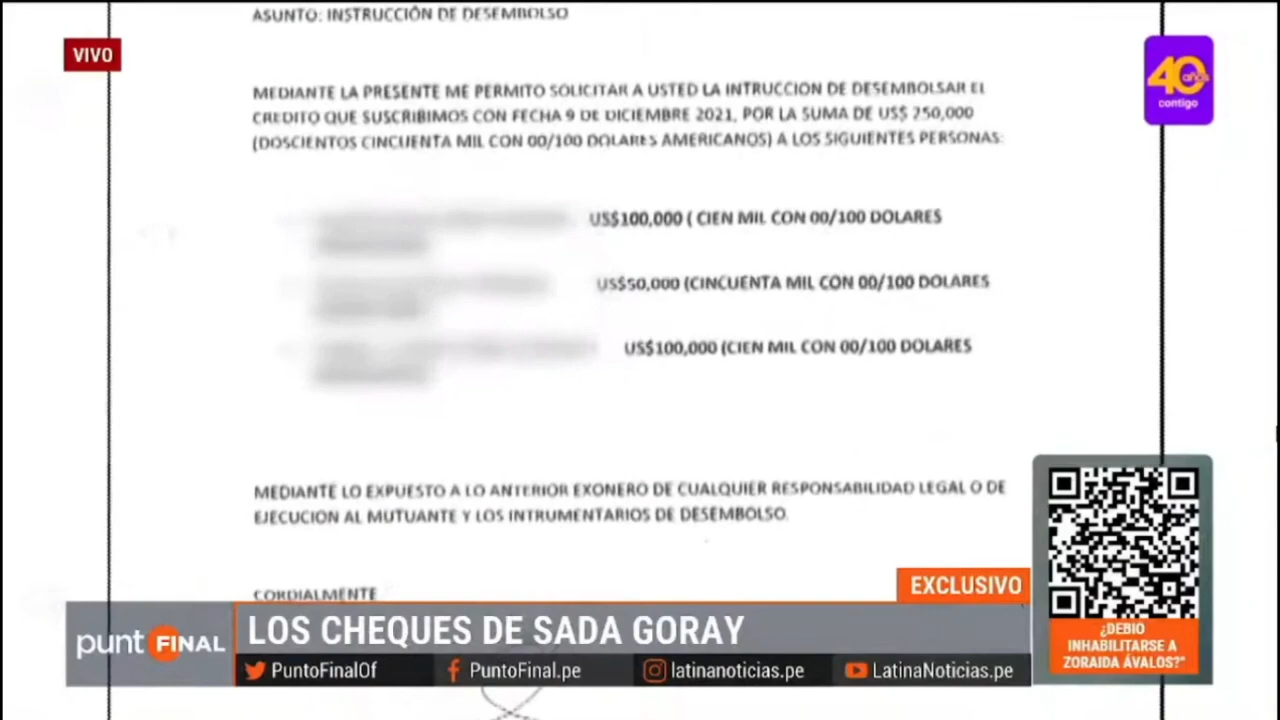 ASUNTO: INSTRUCCIÓN DE DESEMBOLSO
VIVO
40
años
contigo
MEDIANTE LA PRESENTE ME PERMITO SOLICITAR A USTED LA INTRUCCION DE DESEMBOLSAR EL
CREDITO QUE SUSCRIBIMOS CON FECHA 9 DE DICIEMBRE 2021, POR LA SUMA DE US$ 250,000
(DOSCIENTOS CINCUENTA MIL CON 00/100 DOLARES AMERICANOS) A LOS SIGUIENTES PERSONAS:
US$100,000 ( CIEN MIL CON 00/100 DOLARES
US$50,000 (CINCUENTA MIL CON 00/100 DOLARES
US$100,000 (CIEN MIL CON 00/100 DOLARES
MEDIANTE LO EXPUESTO A LO ANTERIOR EXONERO DE CUALQUIER RESPONSABILIDAD LEGAL O DE
EJECUCION AL MUTUANTE Y LOS INTRUMENTARIOS DE DESEMBOLSO.
CORDIALMENTE
EXCLUSIVO
punt FINAL
LOS CHEQUES DE SADA GORAY
PuntoFinalOf PuntoFinal.pe latinanoticias.pe LatinaNoticias.pe
¿DEBIO
INHABILITARSE A
ZORAIDA ÁVALOS?"